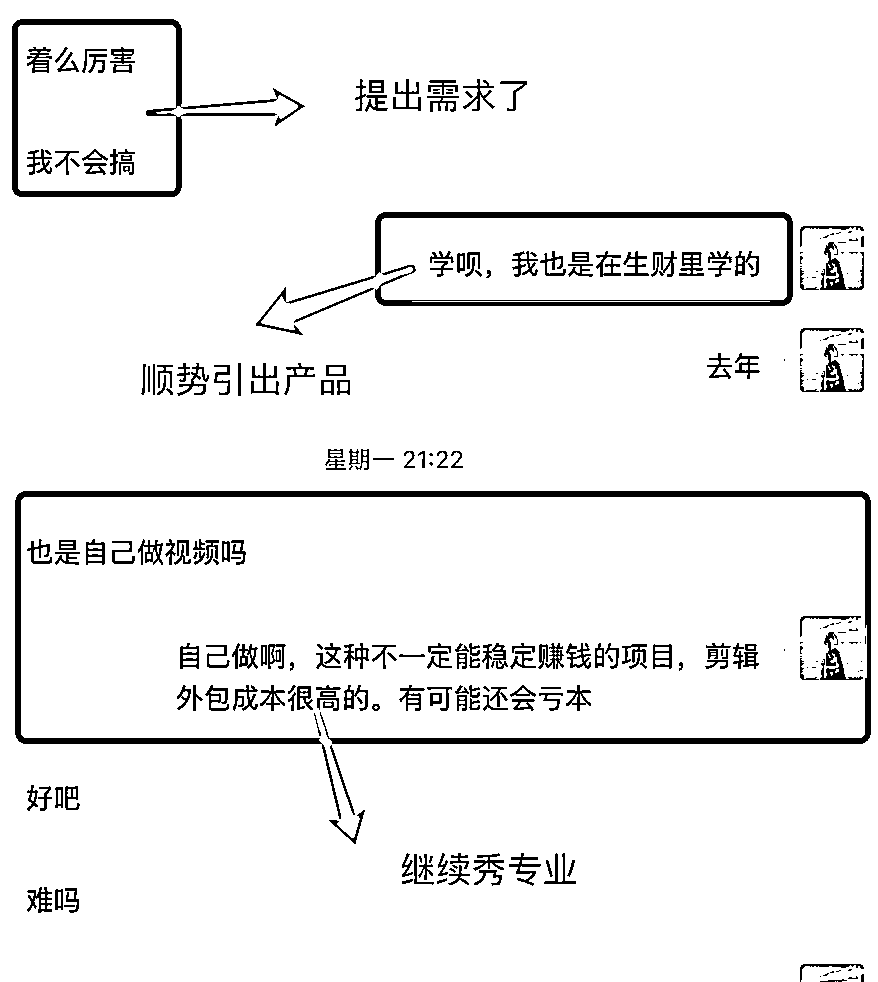 着么厉害
提出需求了
我不会搞
学呗，我也是在生财里学的
顺势引出产品
去年
星期一 21:22
也是自己做视频吗
自己做啊，这种不一定能稳定赚钱的项目，剪辑
外包成本很高的。有可能还会亏本
好吧
继续秀专业
难吗